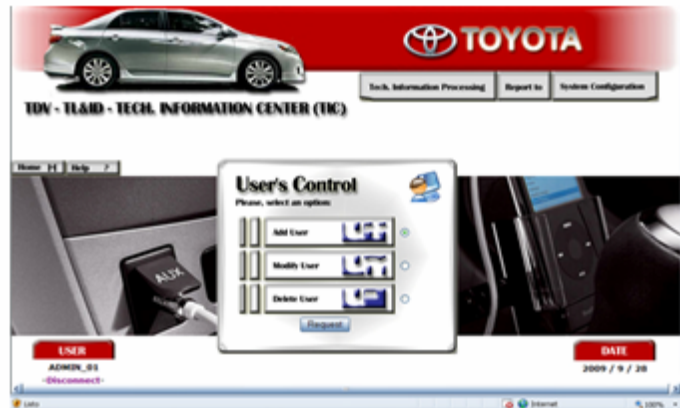 TOYOTA
Tech. Information Processing
Report to
System Configuration
TDV - TL&ID - TECH. INFORMATION CENTER (TIC)
Home H
Help ?
User's Control
Please, select an option:
Add User
Modify User
Delete User
Request
AUX
USER
ADMIN_01
-Disconnect-
DATE
2009 / 9 / 28
Listo
Internet
100%